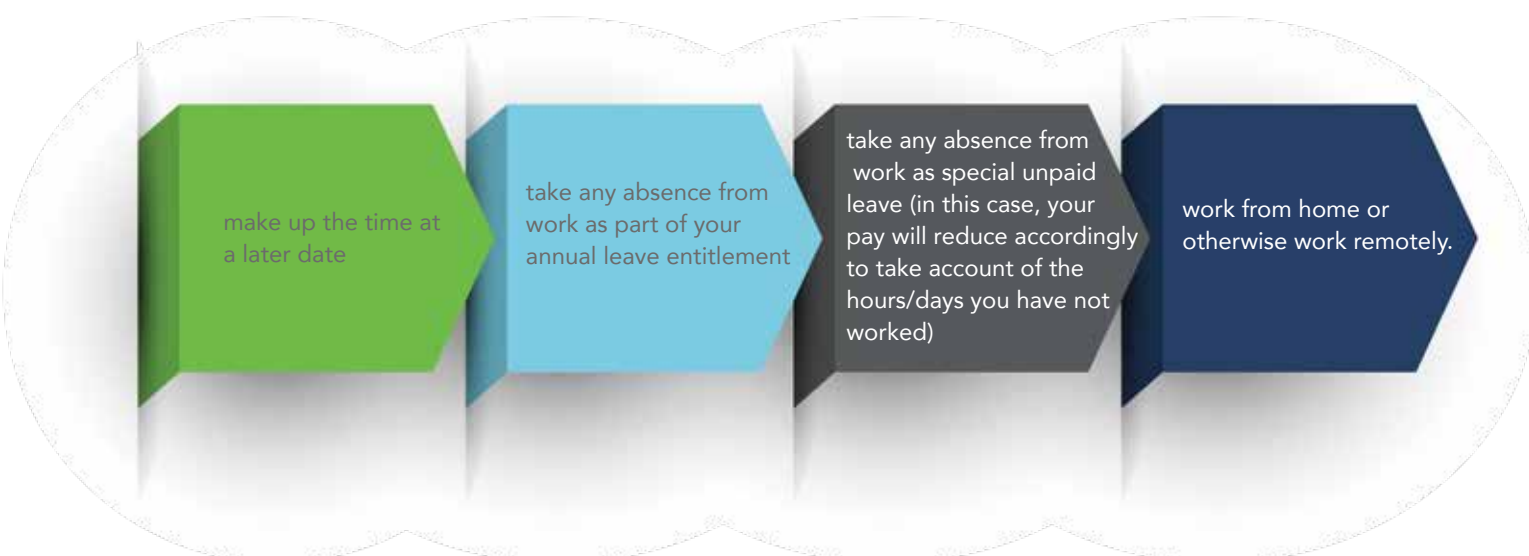 make up the time at
a later date
take any absence from
work as part of your
annual leave entitlement
take any absence from
work as special unpaid
leave (in this case, your
pay will reduce accordingly
to take account of the
hours/days you have not
worked)
work from home or
otherwise work remotely.